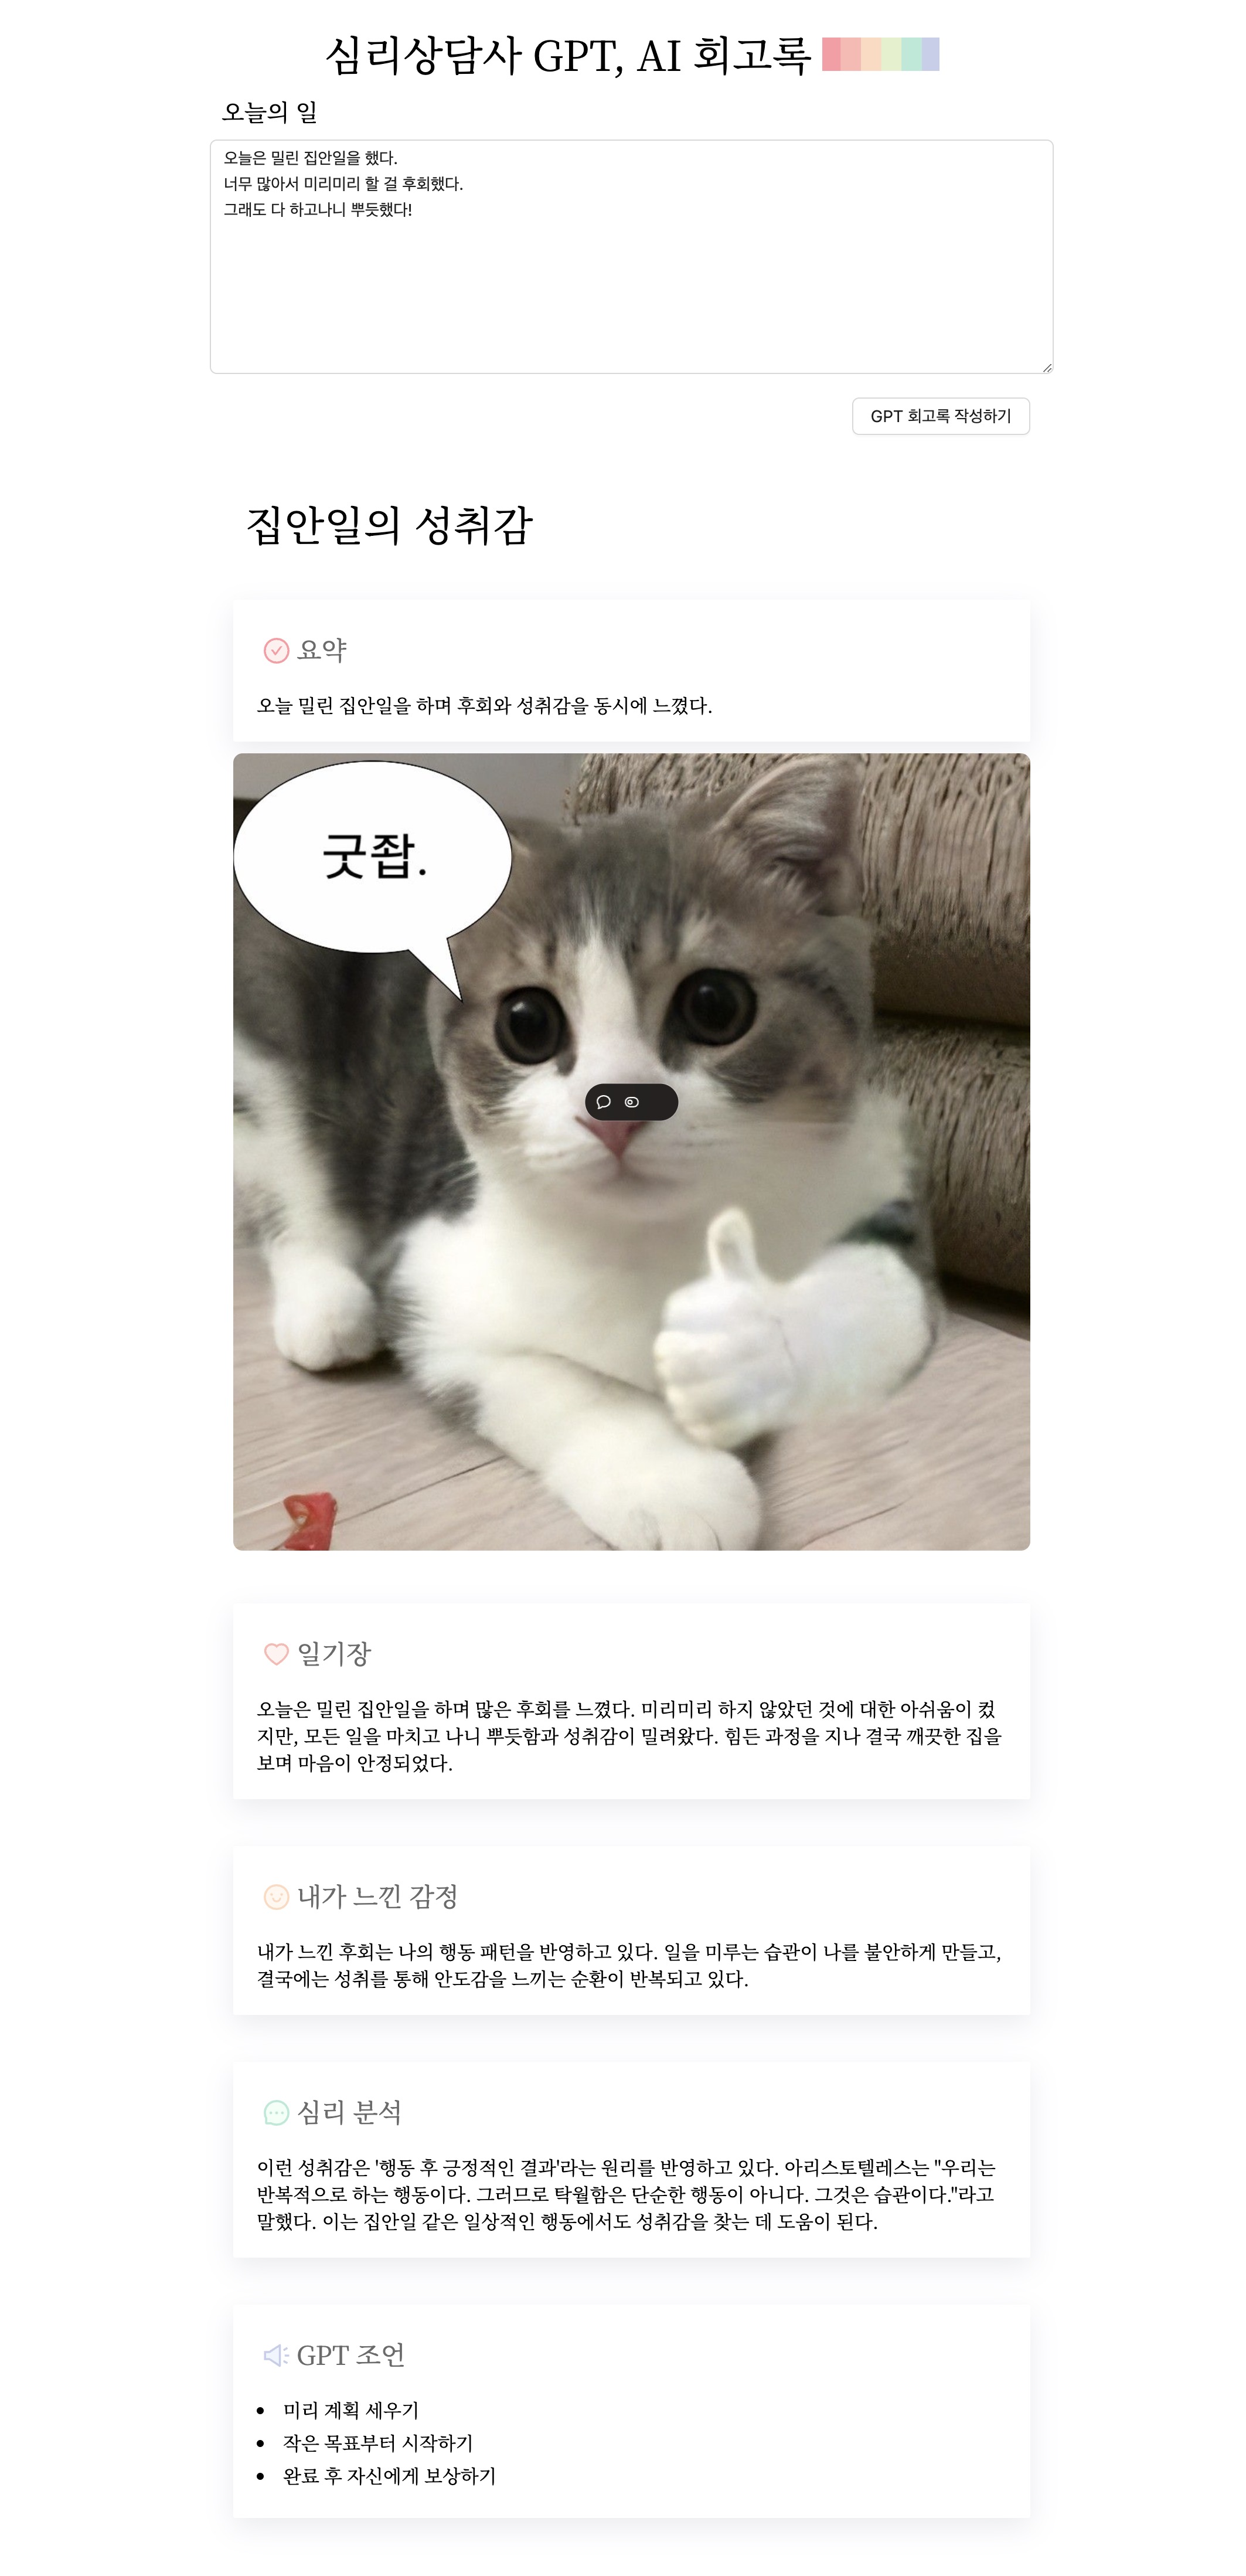 심리상담사 GPT, AI 회고록
오늘의 일
오늘은 밀린 집안일을 했다.
너무 많아서 미리미리 할 걸 후회했다.
그래도 다 하고나니 뿌듯했다!
GPT 회고록 작성하기
집안일의 성취감
요약
오늘 밀린 집안일을 하며 후회와 성취감을 동시에 느꼈다.
굿좝.
일기장
오늘은 밀린 집안일을 하며 많은 후회를 느꼈다. 미리미리 하지 않았던 것에 대한 아쉬움이 컸
지만, 모든 일을 마치고 나니 뿌듯함과 성취감이 밀려왔다. 힘든 과정을 지나 결국 깨끗한 집을
보며 마음이 안정되었다.
내가 느낀 감정
내가 느낀 후회는 나의 행동 패턴을 반영하고 있다. 일을 미루는 습관이 나를 불안하게 만들고,
결국에는 성취를 통해 안도감을 느끼는 순환이 반복되고 있다.
심리 분석
이런 성취감은 '행동 후 긍정적인 결과'라는 원리를 반영하고 있다. 아리스토텔레스는 "우리는
반복적으로 하는 행동이다. 그러므로 탁월함은 단순한 행동이 아니다. 그것은 습관이다."라고
말했다. 이는 집안일 같은 일상적인 행동에서도 성취감을 찾는 데 도움이 된다.
GPT 조언
• 미리 계획 세우기
• 작은 목표부터 시작하기
• 완료 후 자신에게 보상하기